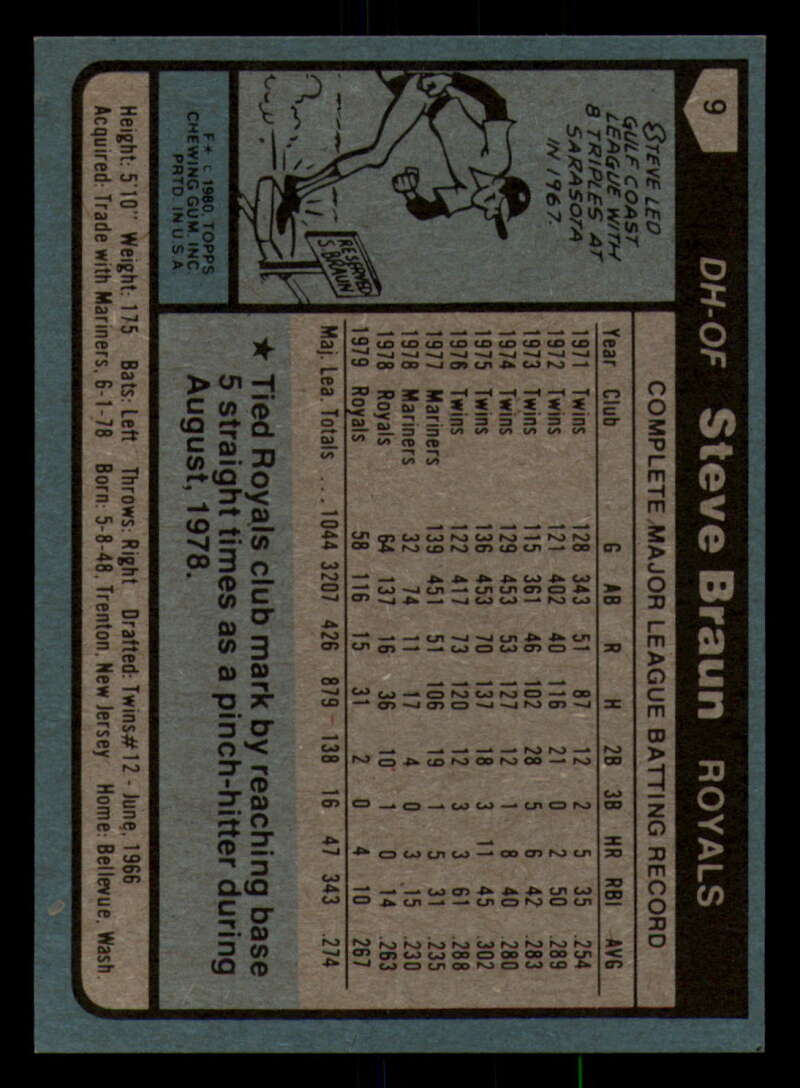 9
DH-OF Steve Braun ROYALS
STEVE LED
GULF COAST
LEAGUE WITH
8 TRIPLES AT
SARASOTA
IN 1967.
RESERVED
S. BRAUN
F* © 1980 TOPPS
CHEWING GUM, INC.
PRTD. IN U.S.A.
COMPLETE MAJOR LEAGUE BATTING RECORD
Year Club G AB R H 2B 3B HR RBI AVG
1971 Twins 128 343 51 87 12 2 5 35 .254
1972 Twins 121 402 40 116 21 0 2 50 .289
1973 Twins 115 361 46 102 28 5 6 42 .283
1974 Twins 129 453 53 127 12 1 8 40 .280
1975 Twins 136 453 70 137 18 3 11 45 .302
1976 Twins 122 417 73 120 12 3 3 61 .288
1977 Mariners 139 451 51 106 19 1 5 31 .235
1978 Mariners 32 74 11 17 4 0 3 15 .230
1978 Royals 64 137 16 36 10 1 0 14 .263
1979 Royals 58 116 15 31 2 0 4 10 .267
Maj. Lea. Totals ... 1044 3207 426 879 138 16 47 343 .274
★ Tied Royals club mark by reaching base
5 straight times as a pinch-hitter during
August, 1978.
Height: 5'10" Weight: 175 Bats: Left Throws: Right Drafted: Twins #12 - June, 1966
Acquired: Trade with Mariners, 6-1-78 Born: 5-8-48, Trenton, New Jersey Home: Bellevue, Wash.